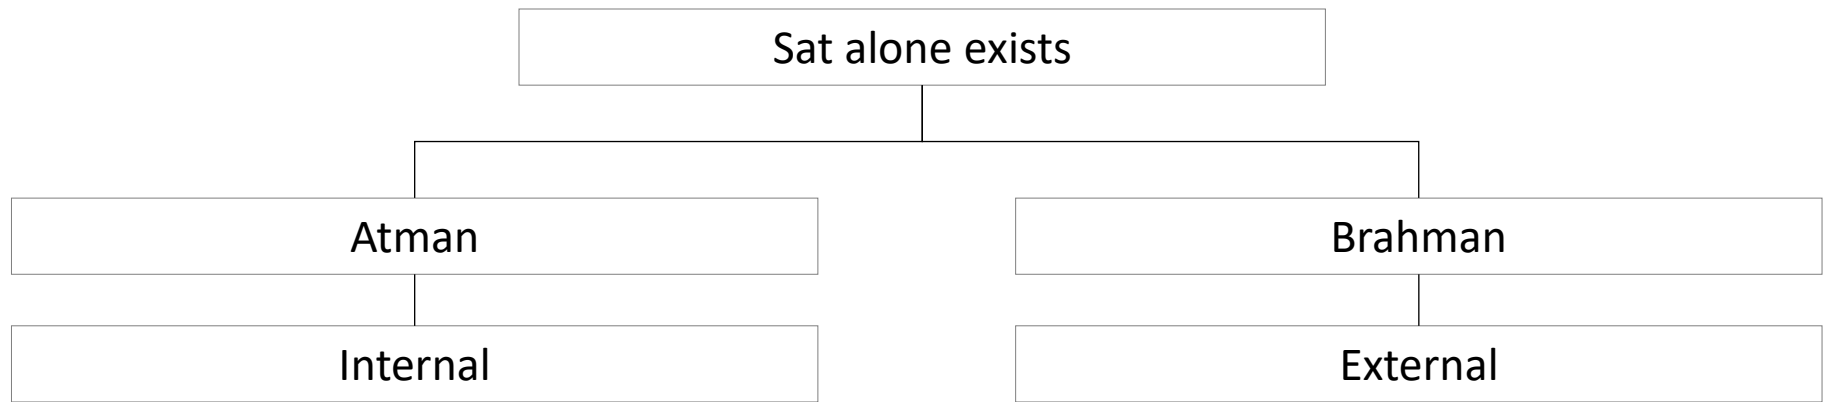 Sat alone exists
Atman
Brahman
Internal
External